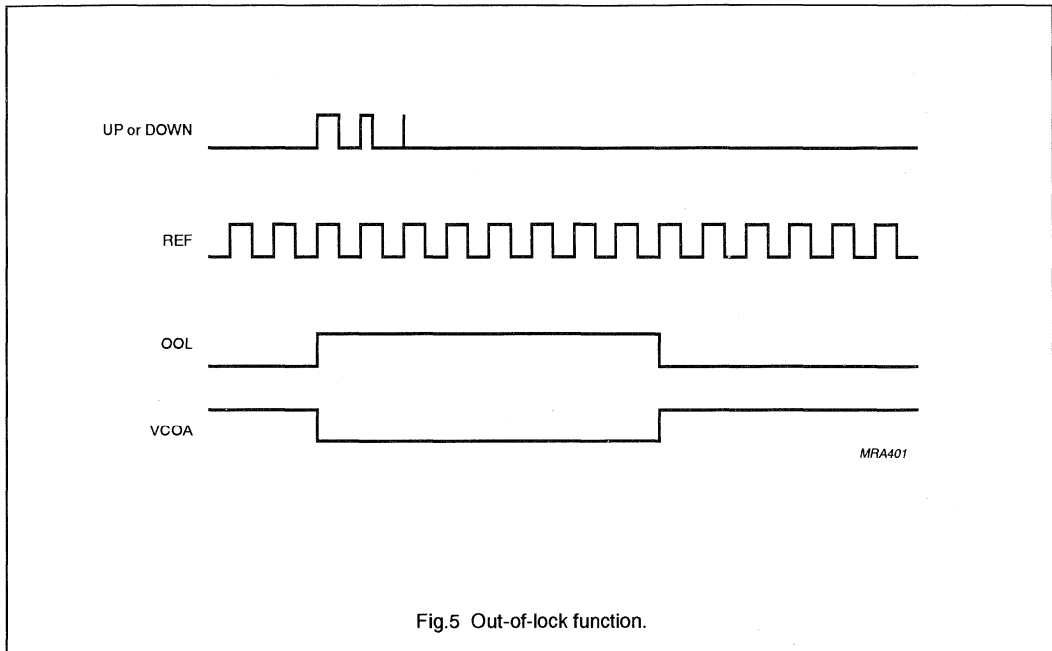 UP or DOWN
REF
OOL
VCOA
MRA401
Fig.5 Out-of-lock function.